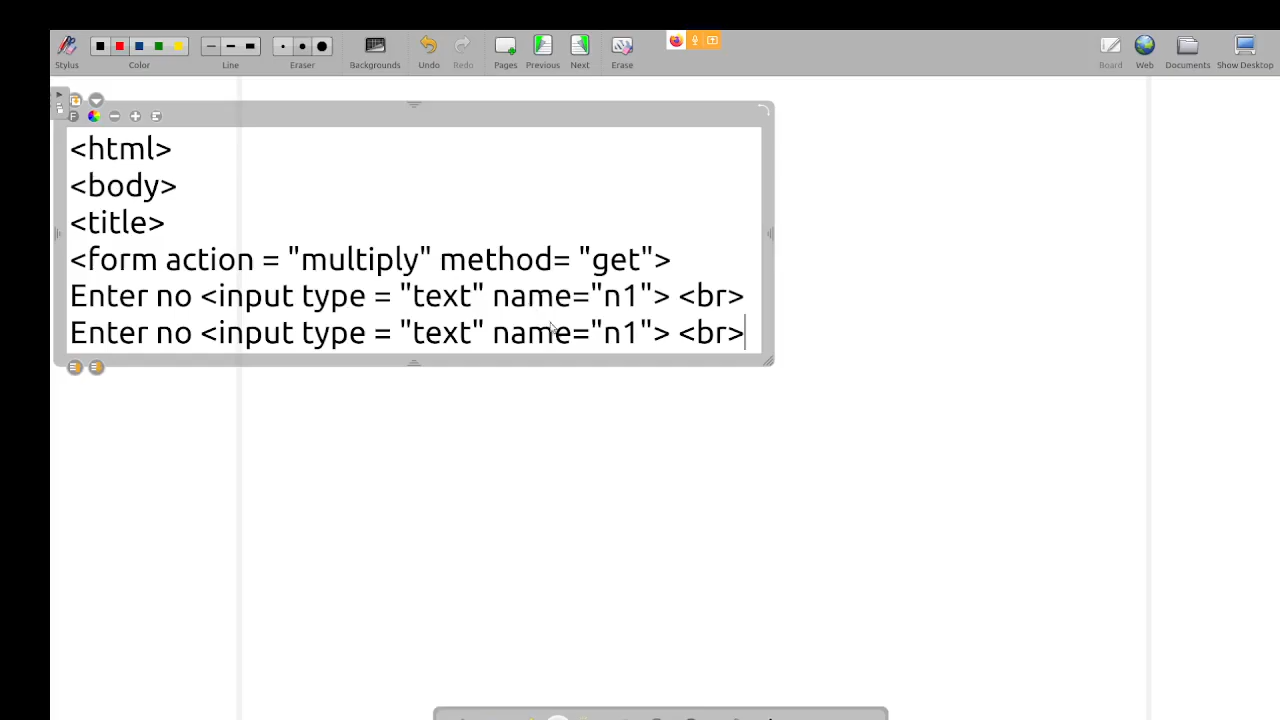 Stylus Color Line Eraser Backgrounds Undo Redo Pages Previous Next Erase Board Web Documents Show Desktop
<html>
<body>
<title>
<form action = "multiply" method= "get">
Enter no <input type = "text" name="n1"> <br>
Enter no <input type = "text" name="n1"> <br>